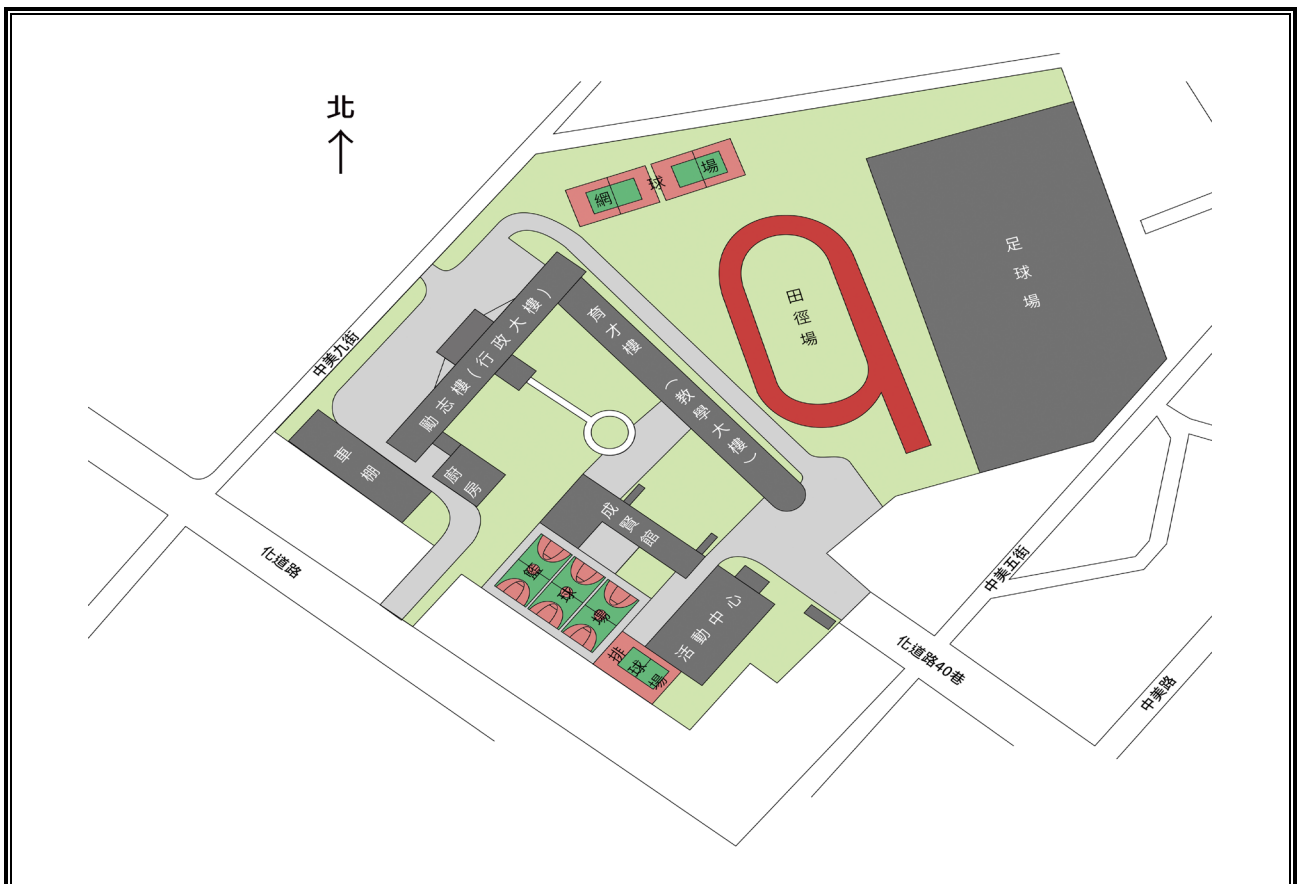 北
網球場
足球場
田徑場
中美九街
勵志樓(行政大樓)
育才樓(教學大樓)
車棚
廚房
成賢館
化道路
籃球場
活動中心
排球場
中美五街
化道路40巷
中美路